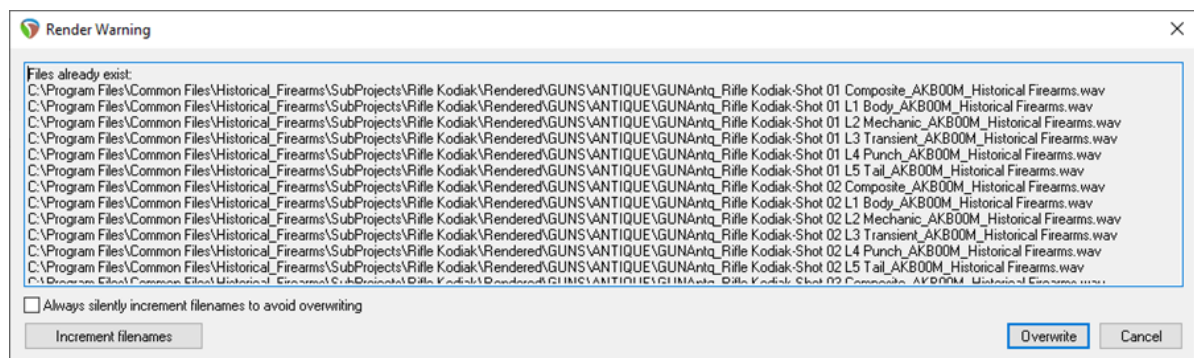 Render Warning
Files already exist:
C:\Program Files\Common Files\Historical_Firearms\SubProjects\Rifle Kodiak\Rendered\GUNS\ANTIQUE\GUNAntq_Rifle Kodiak-Shot 01 Composite_AKB00M_Historical Firearms.wav
C:\Program Files\Common Files\Historical_Firearms\SubProjects\Rifle Kodiak\Rendered\GUNS\ANTIQUE\GUNAntq_Rifle Kodiak-Shot 01 L1 Body_AKB00M_Historical Firearms.wav
C:\Program Files\Common Files\Historical_Firearms\SubProjects\Rifle Kodiak\Rendered\GUNS\ANTIQUE\GUNAntq_Rifle Kodiak-Shot 01 L2 Mechanic_AKB00M_Historical Firearms.wav
C:\Program Files\Common Files\Historical_Firearms\SubProjects\Rifle Kodiak\Rendered\GUNS\ANTIQUE\GUNAntq_Rifle Kodiak-Shot 01 L3 Transient_AKB00M_Historical Firearms.wav
C:\Program Files\Common Files\Historical_Firearms\SubProjects\Rifle Kodiak\Rendered\GUNS\ANTIQUE\GUNAntq_Rifle Kodiak-Shot 01 L4 Punch_AKB00M_Historical Firearms.wav
C:\Program Files\Common Files\Historical_Firearms\SubProjects\Rifle Kodiak\Rendered\GUNS\ANTIQUE\GUNAntq_Rifle Kodiak-Shot 01 L5 Tail_AKB00M_Historical Firearms.wav
C:\Program Files\Common Files\Historical_Firearms\SubProjects\Rifle Kodiak\Rendered\GUNS\ANTIQUE\GUNAntq_Rifle Kodiak-Shot 02 Composite_AKB00M_Historical Firearms.wav
C:\Program Files\Common Files\Historical_Firearms\SubProjects\Rifle Kodiak\Rendered\GUNS\ANTIQUE\GUNAntq_Rifle Kodiak-Shot 02 L1 Body_AKB00M_Historical Firearms.wav
C:\Program Files\Common Files\Historical_Firearms\SubProjects\Rifle Kodiak\Rendered\GUNS\ANTIQUE\GUNAntq_Rifle Kodiak-Shot 02 L2 Mechanic_AKB00M_Historical Firearms.wav
C:\Program Files\Common Files\Historical_Firearms\SubProjects\Rifle Kodiak\Rendered\GUNS\ANTIQUE\GUNAntq_Rifle Kodiak-Shot 02 L3 Transient_AKB00M_Historical Firearms.wav
C:\Program Files\Common Files\Historical_Firearms\SubProjects\Rifle Kodiak\Rendered\GUNS\ANTIQUE\GUNAntq_Rifle Kodiak-Shot 02 L4 Punch_AKB00M_Historical Firearms.wav
C:\Program Files\Common Files\Historical_Firearms\SubProjects\Rifle Kodiak\Rendered\GUNS\ANTIQUE\GUNAntq_Rifle Kodiak-Shot 02 L5 Tail_AKB00M_Historical Firearms.wav
Always silently increment filenames to avoid overwriting
Increment filenames
Overwrite
Cancel